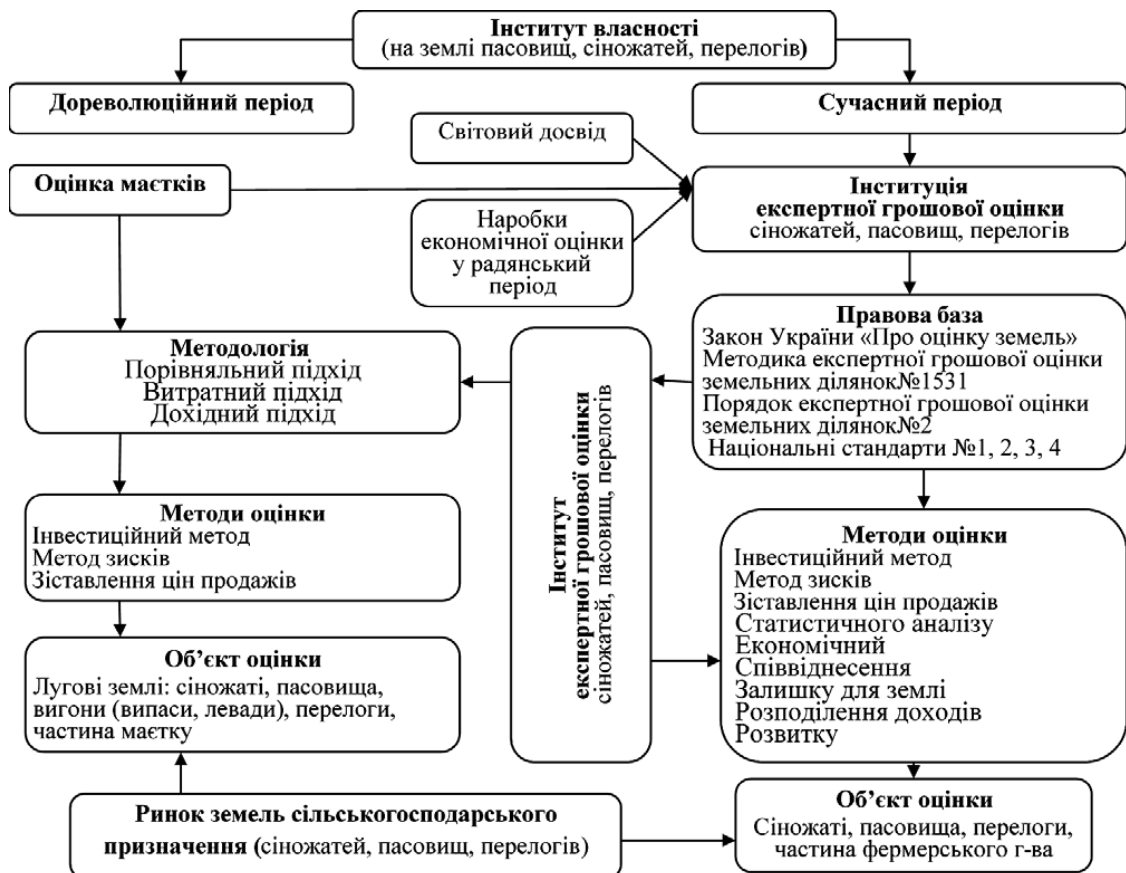 Інститут власності
(на землі пасовищ, сіножатей, перелогів)
Дореволюційний період
Сучасний період
Світовий досвід
Оцінка маєтків
Інституція
експертної грошової оцінки
сіножатей, пасовищ, перелогів
Наробки
економічної оцінки
у радянський
період
Правова база
Закон України «Про оцінку земель»
Методика експертної грошової оцінки
земельних ділянок№1531
Порядок експертної грошової оцінки
земельних ділянок№2
Національні стандарти №1, 2, 3, 4
Методологія
Порівняльний підхід
Витратний підхід
Дохідний підхід
Інститут
експертної грошової оцінки
сіножатей, пасовищ, перелогів
Методи оцінки
Інвестиційний метод
Метод зисків
Зіставлення цін продажів
Методи оцінки
Інвестиційний метод
Метод зисків
Зіставлення цін продажів
Статистичного аналізу
Економічний
Співвіднесення
Залишку для землі
Розподілення доходів
Розвитку
Об’єкт оцінки
Лугові землі: сіножаті, пасовища,
вигони (випаси, левади), перелоги,
частина маєтку
Ринок земель сільськогосподарського
призначення (сіножатей, пасовищ, перелогів)
Об’єкт оцінки
Сіножаті, пасовища, перелоги,
частина фермерського г-ва